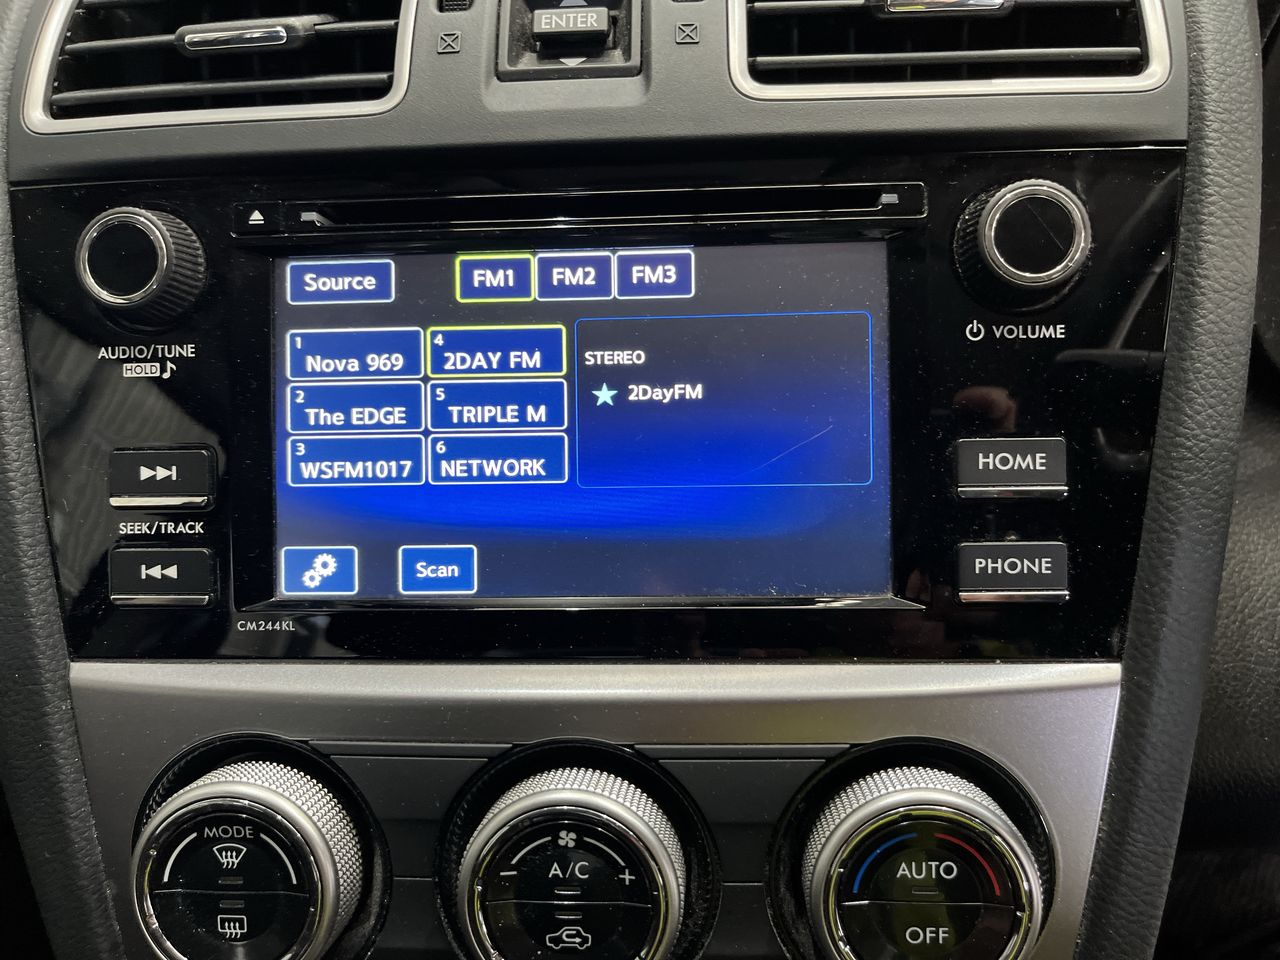 ENTER
Source
FM1 FM2 FM3
1 Nova 969
4 2DAY FM
2 The EDGE
5 TRIPLE M
3 WSFM1017
6 NETWORK
STEREO
2DayFM
Scan
AUDIO/TUNE
HOLD
SEEK/TRACK
VOLUME
HOME
PHONE
CM244KL
MODE
A/C
- +
AUTO
OFF